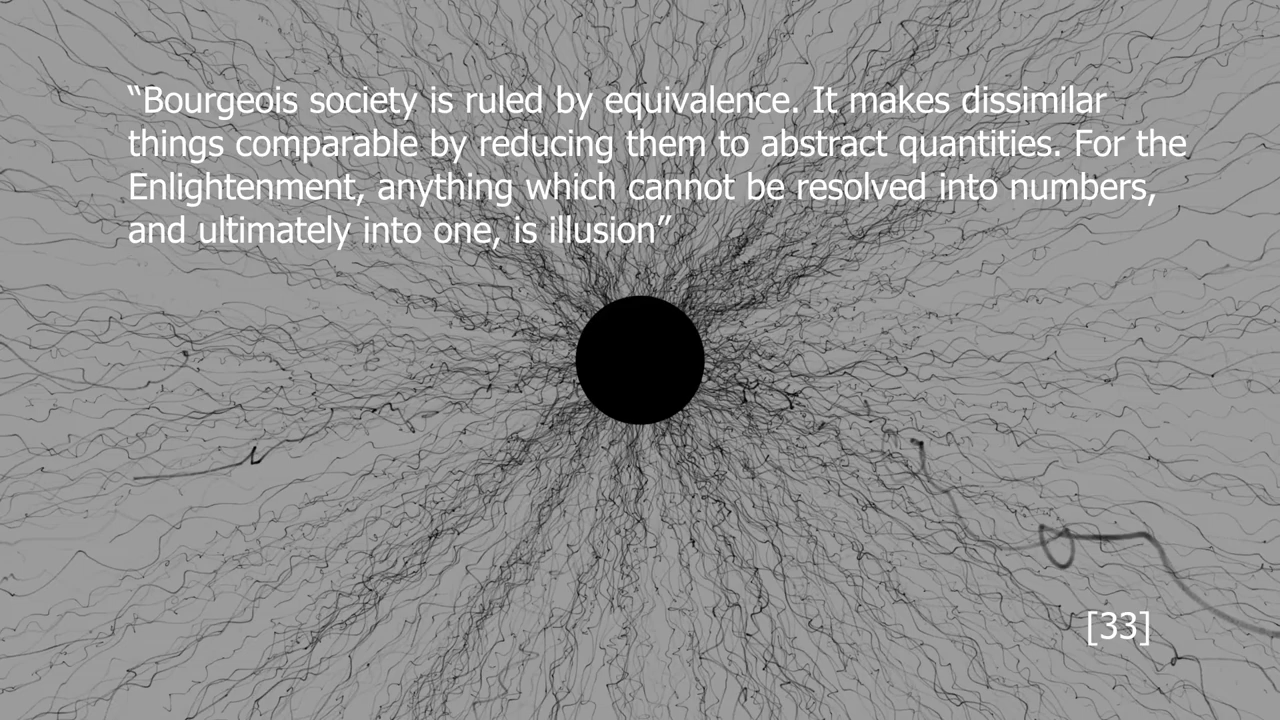 “Bourgeois society is ruled by equivalence. It makes dissimilar
things comparable by reducing them to abstract quantities. For the
Enlightenment, anything which cannot be resolved into numbers,
and ultimately into one, is illusion”
[33]